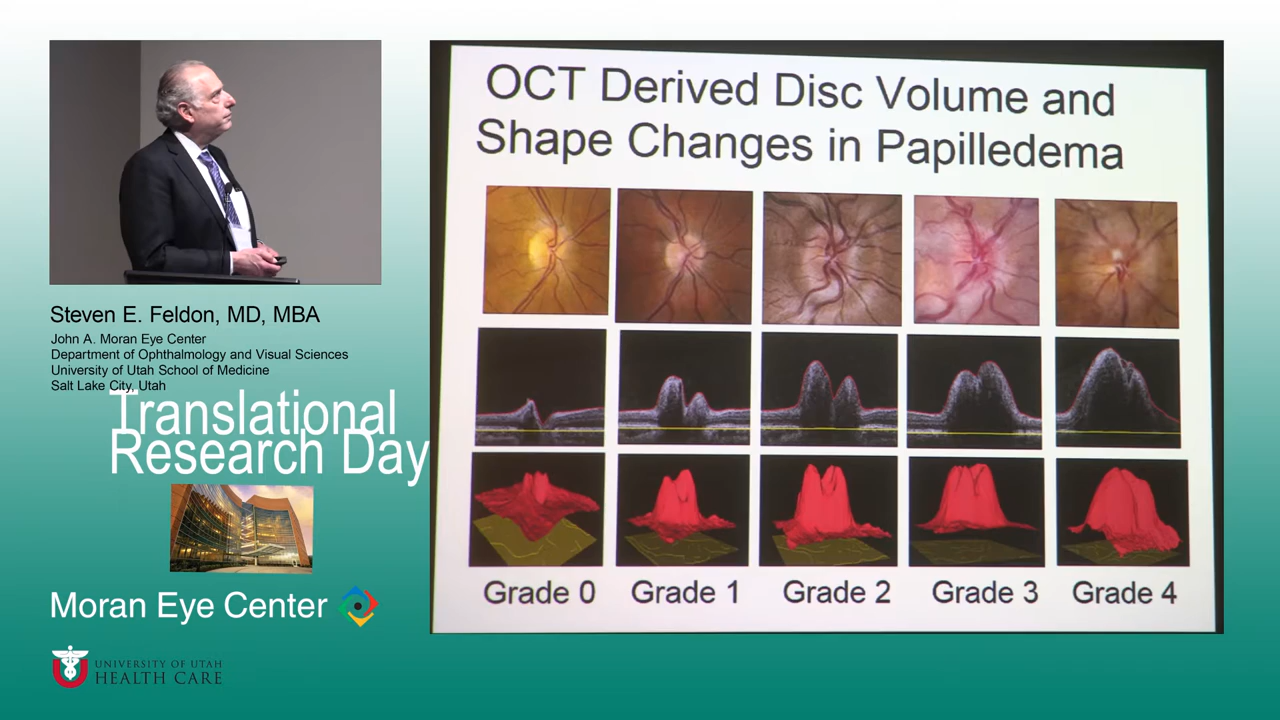 OCT Derived Disc Volume and
Shape Changes in Papilledema
Grade 0
Grade 1
Grade 2
Grade 3
Grade 4
Steven E. Feldon, MD, MBA
John A. Moran Eye Center
Department of Ophthalmology and Visual Sciences
University of Utah School of Medicine
Salt Lake City, Utah
Translational
Research Day
Moran Eye Center
UNIVERSITY OF UTAH
HEALTH CARE